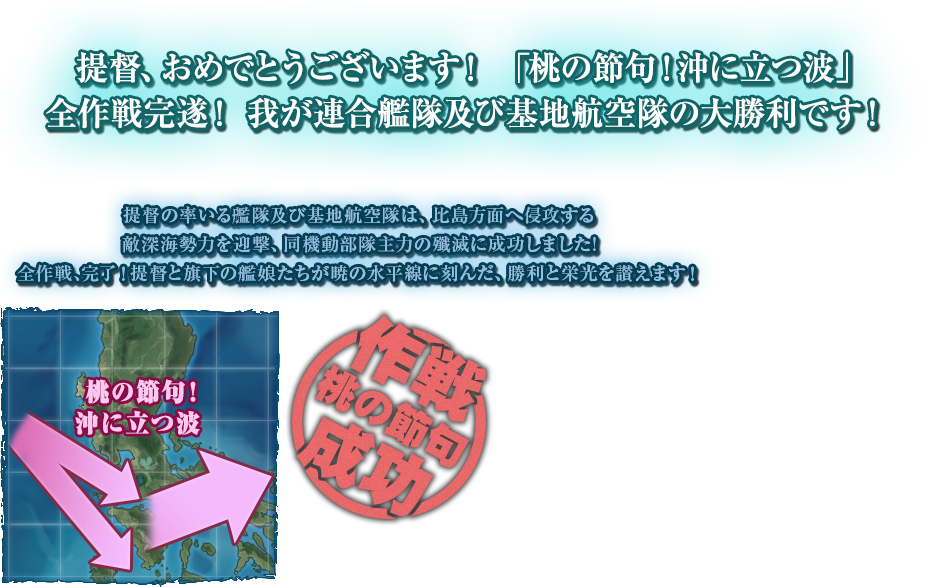 提督、おめでとうございます！ 「桃の節句！沖に立つ波」
全作戦完遂！ 我が連合艦隊及び基地航空隊の大勝利です！
提督の率いる艦隊及び基地航空隊は、比島方面へ侵攻する
敵深海勢力を迎撃、同機動部隊主力の殲滅に成功しました!
全作戦、完了！提督と旗下の艦娘たちが暁の水平線に刻んだ、勝利と栄光を讃えます！
桃の節句！
沖に立つ波
作戦
桃の節句
成功